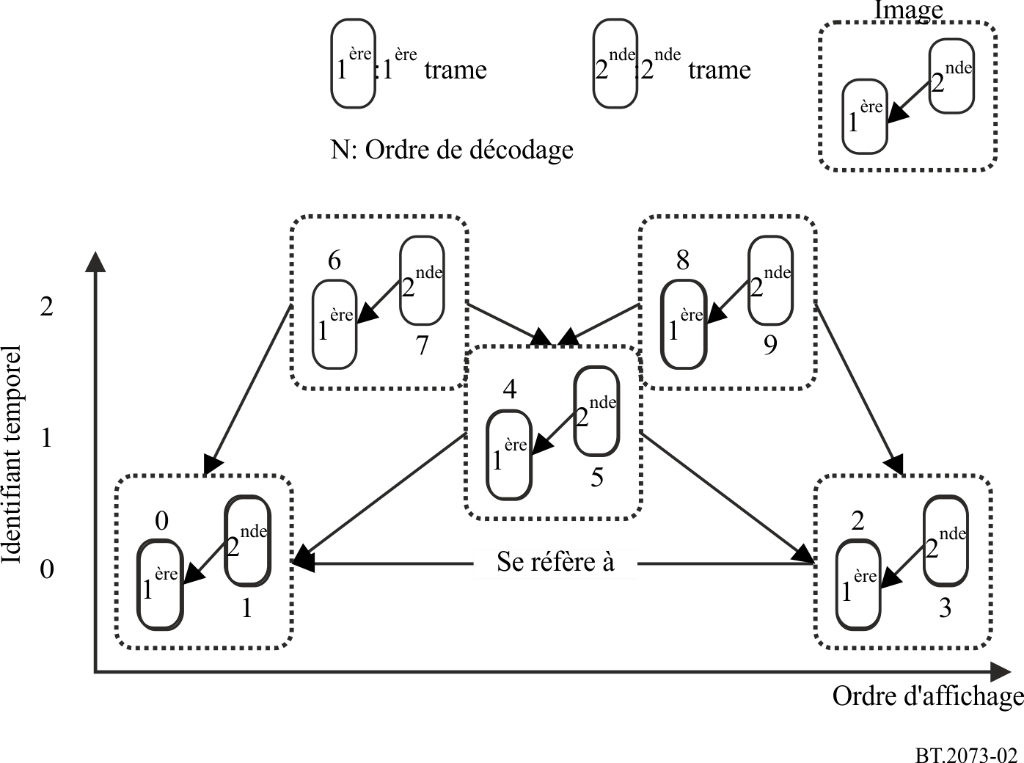 Image
1ère :1ère trame
2nde :2nde trame
2nde
1ère
N: Ordre de décodage
Identifiant temporel
2
1
0
6
2nde
1ère
7
8
2nde
1ère
9
4
2nde
1ère
5
0
2nde
1ère
1
Se réfère à
2
2nde
1ère
3
Ordre d'affichage
BT.2073-02